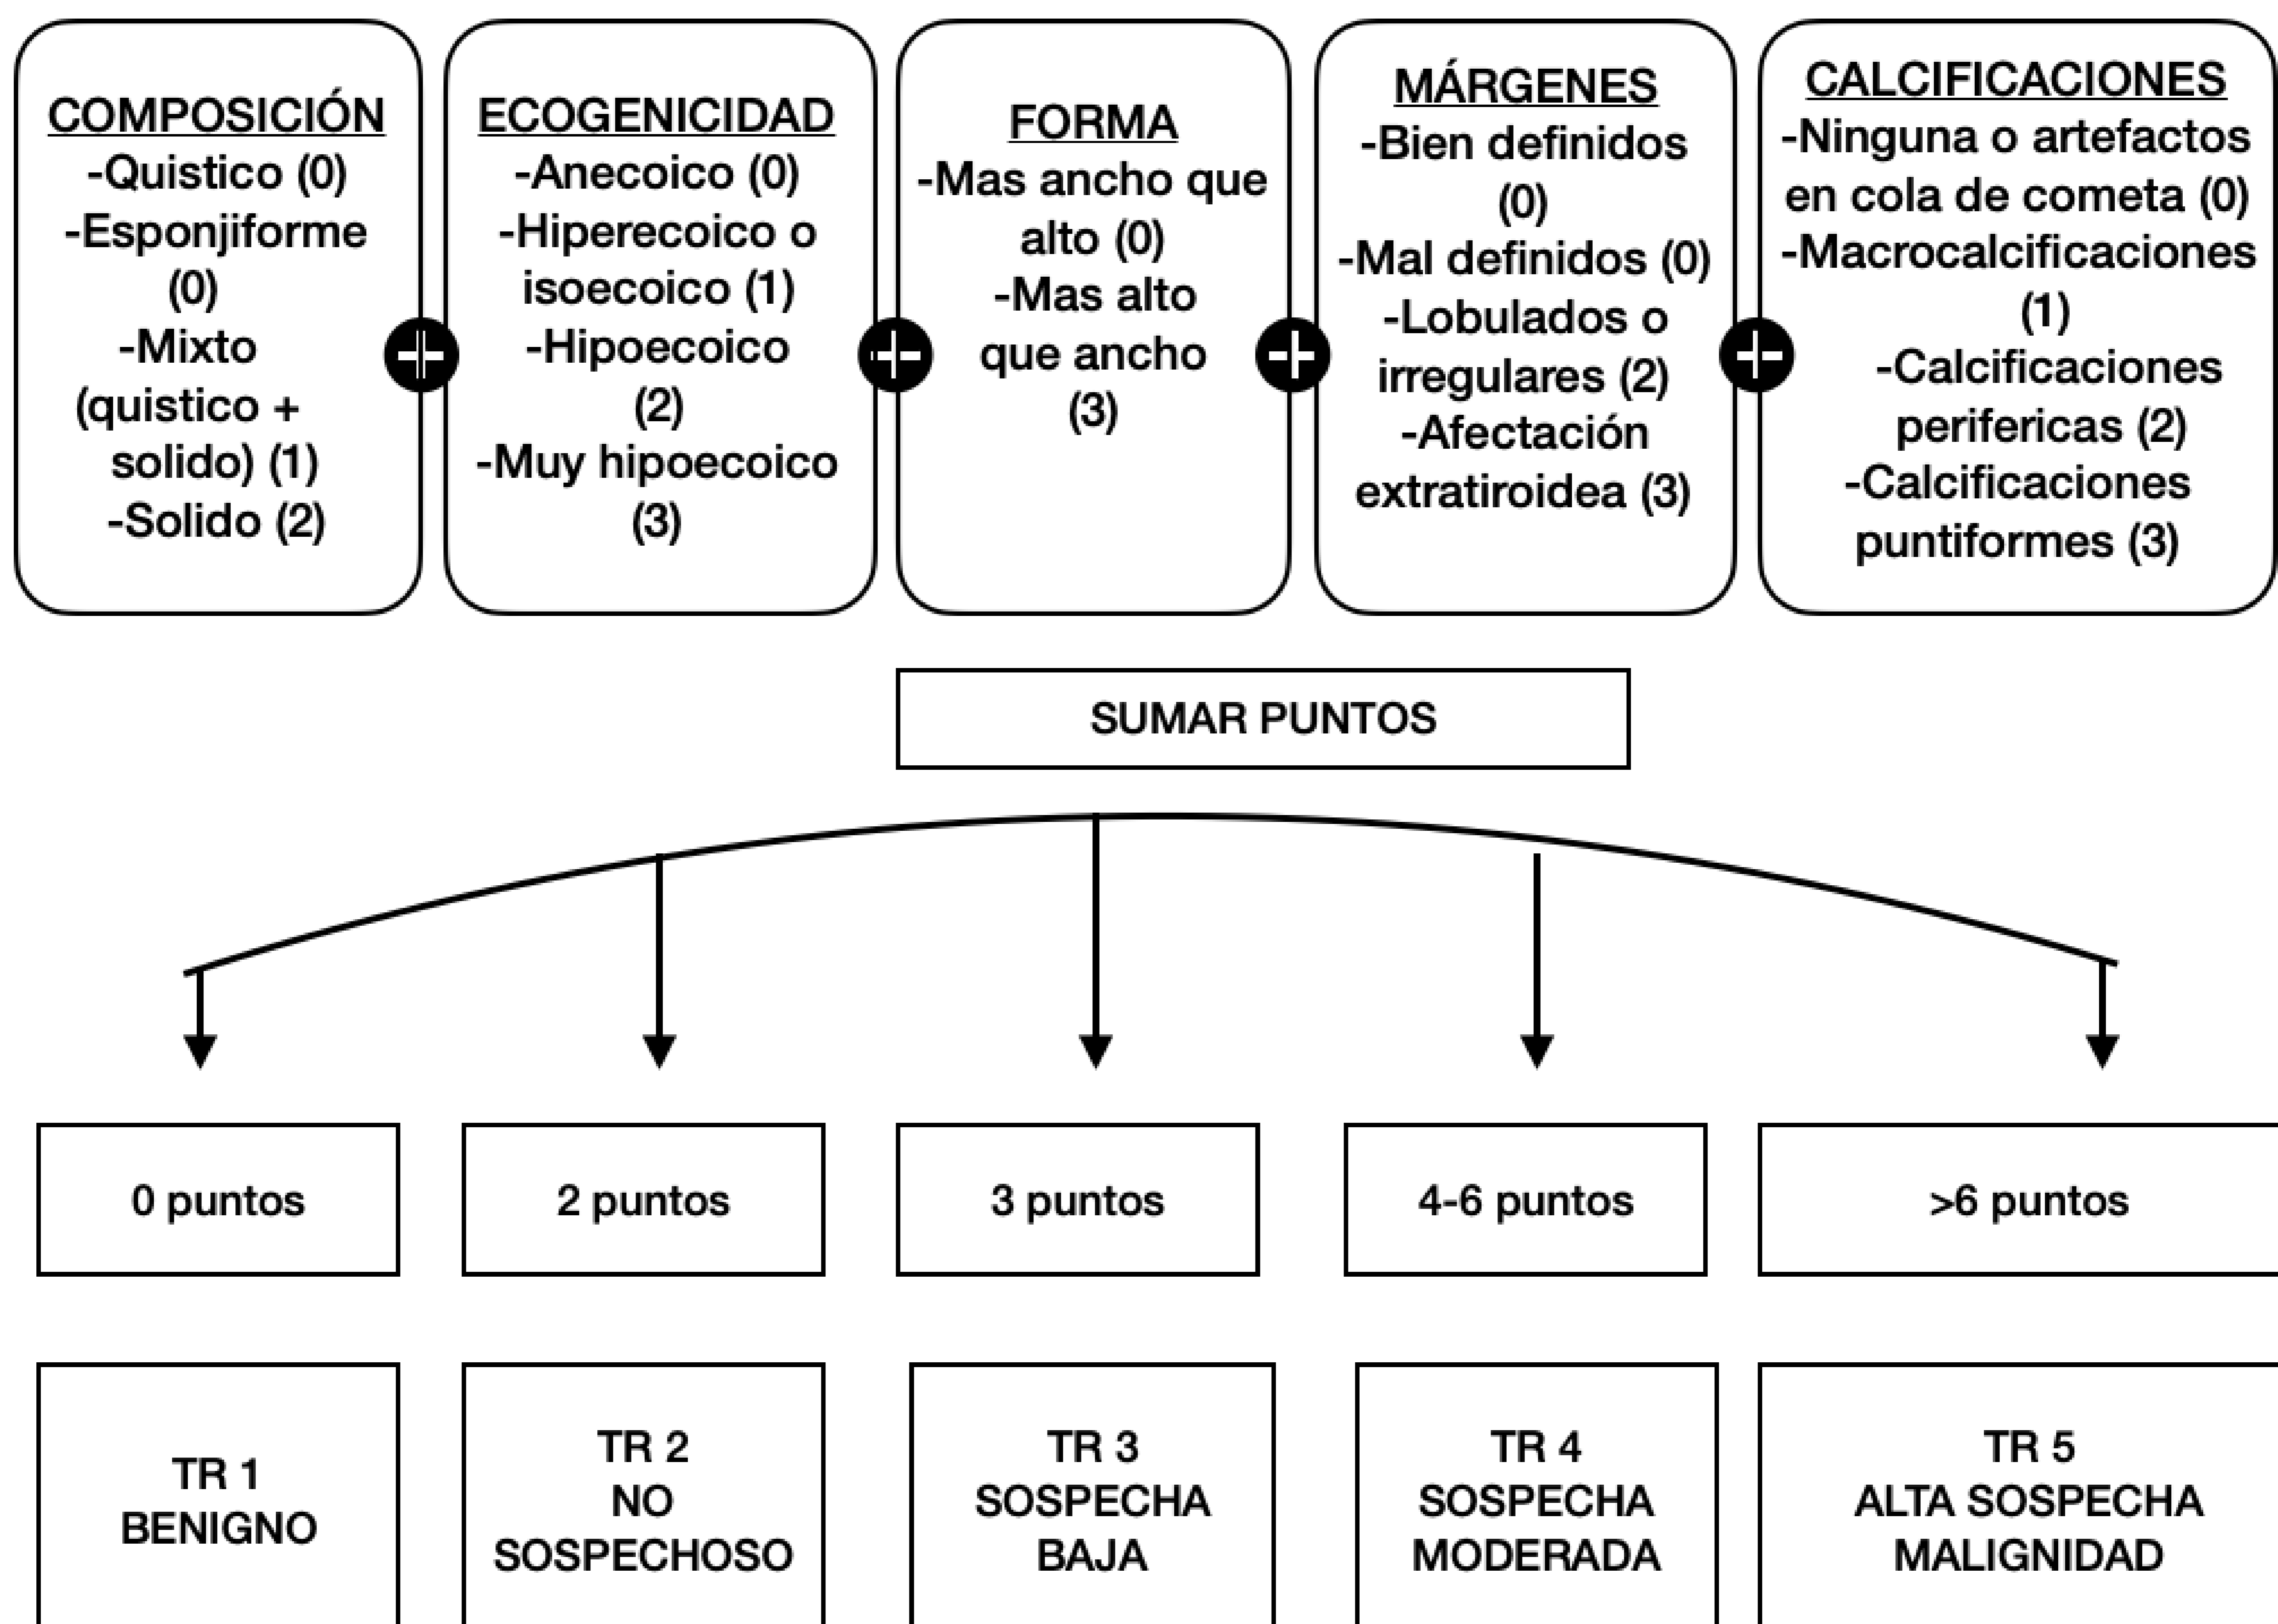 COMPOSICIÓN
-Quistico (0)
-Esponjiforme
(0)
-Mixto
(quistico +
solido) (1)
-Solido (2)
ECOGENICIDAD
-Anecoico (0)
-Hiperecoico o
isoecoico (1)
-Hipoecoico
(2)
-Muy hipoecoico
(3)
FORMA
-Mas ancho que
alto (0)
-Mas alto
que ancho
(3)
MÁRGENES
-Bien definidos
(0)
-Mal definidos (0)
-Lobulados o
irregulares (2)
-Afectación
extratiroidea (3)
CALCIFICACIONES
-Ninguna o artefactos
en cola de cometa (0)
-Macrocalcificaciones
(1)
-Calcificaciones
perifericas (2)
-Calcificaciones
puntiformes (3)
SUMAR PUNTOS
0 puntos
2 puntos
3 puntos
4-6 puntos
>6 puntos
TR 1
BENIGNO
TR 2
NO
SOSPECHOSO
TR 3
SOSPECHA
BAJA
TR 4
SOSPECHA
MODERADA
TR 5
ALTA SOSPECHA
MALIGNIDAD